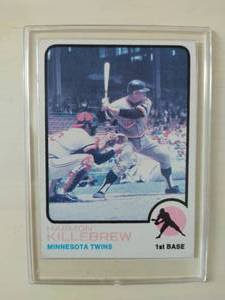 HARMON
KILLEBREW
MINNESOTA TWINS
1st BASE